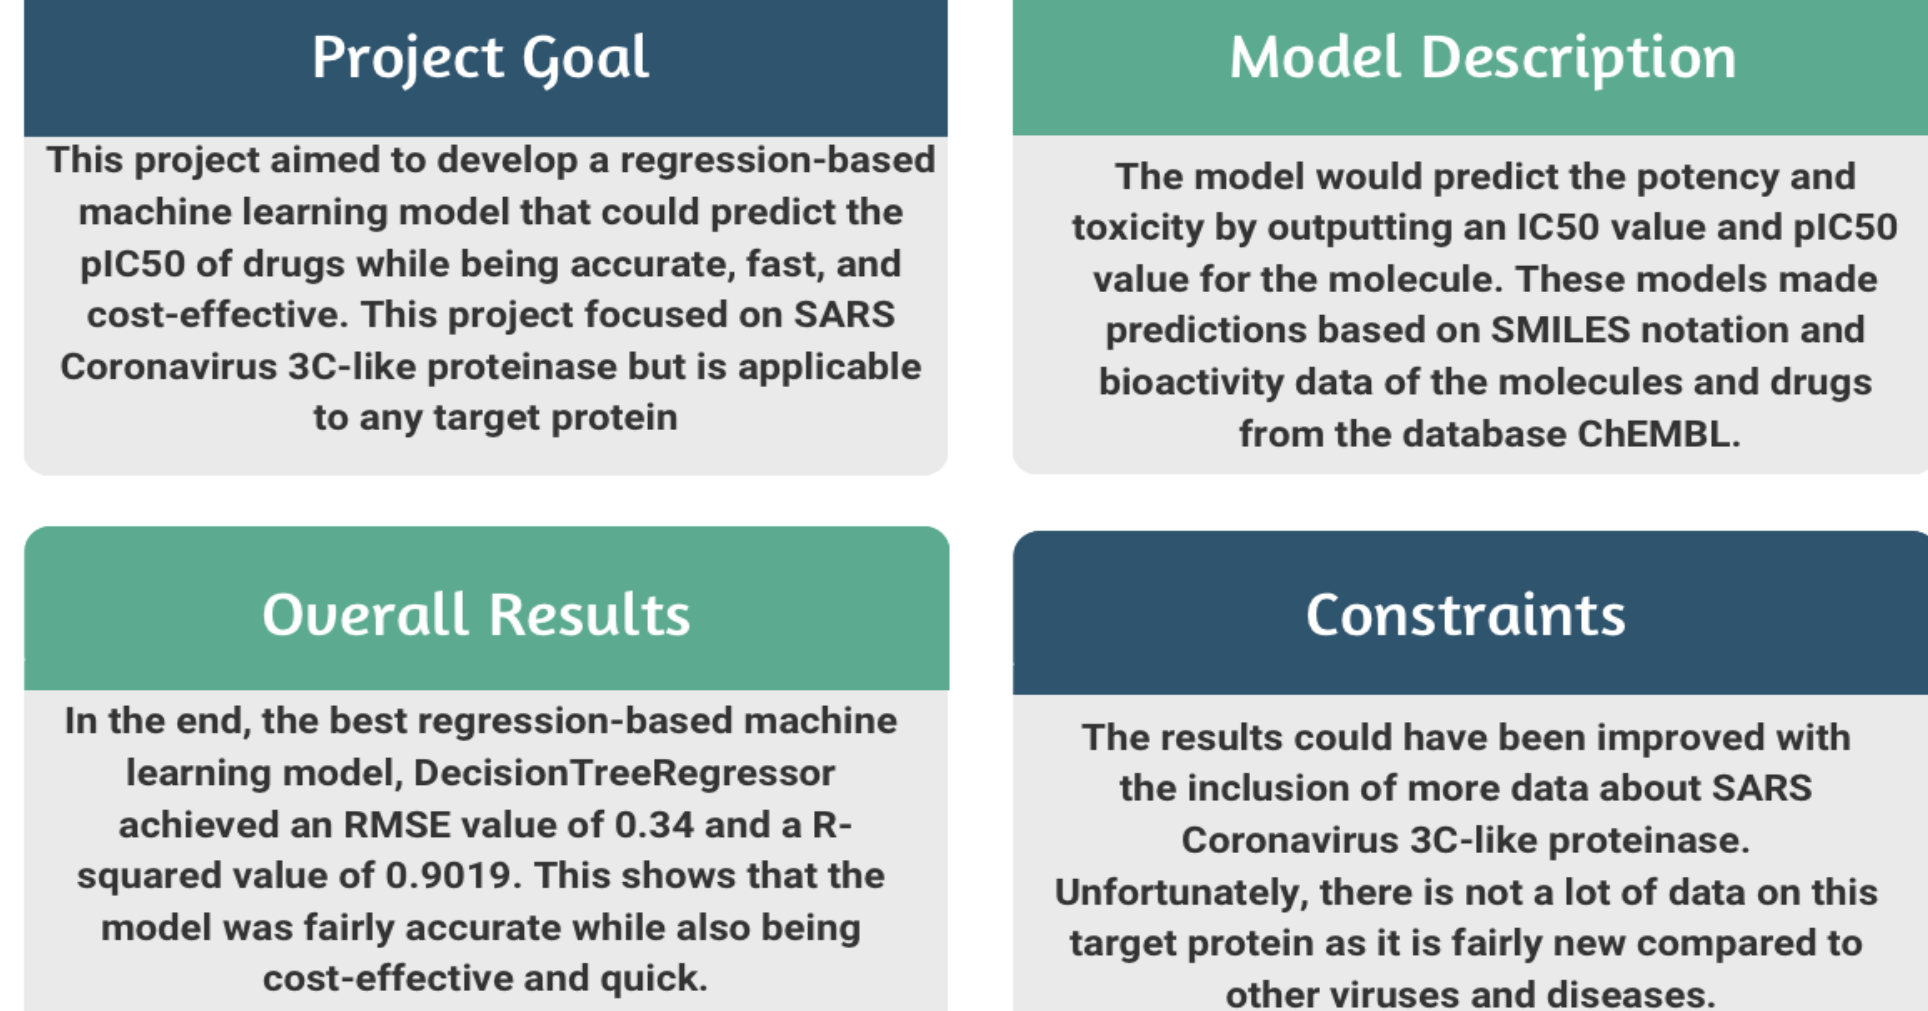 Project Goal
This project aimed to develop a regression-based
machine learning model that could predict the
pIC50 of drugs while being accurate, fast, and
cost-effective. This project focused on SARS
Coronavirus 3C-like proteinase but is applicable
to any target protein
Model Description
The model would predict the potency and
toxicity by outputting an IC50 value and pIC50
value for the molecule. These models made
predictions based on SMILES notation and
bioactivity data of the molecules and drugs
from the database ChEMBL.
Overall Results
In the end, the best regression-based machine
learning model, DecisionTreeRegressor
achieved an RMSE value of 0.34 and a R-
squared value of 0.9019. This shows that the
model was fairly accurate while also being
cost-effective and quick.
Constraints
The results could have been improved with
the inclusion of more data about SARS
Coronavirus 3C-like proteinase.
Unfortunately, there is not a lot of data on this
target protein as it is fairly new compared to
other viruses and diseases.